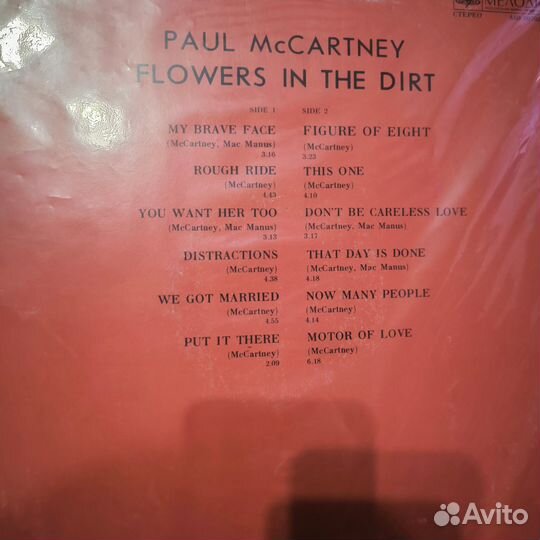 СТЕРЕО
PAUL McCARTNEY
FLOWERS IN THE DIRT
SIDE 1
MY BRAVE FACE
(McCartney, Mac Manus)
3.16
ROUGH RIDE
(McCartney)
4.43
YOU WANT HER TOO
(McCartney, Mac Manus)
3.13
DISTRACTIONS
(McCartney)
4.38
WE GOT MARRIED
(McCartney)
4.55
PUT IT THERE
(McCartney)
2.09
SIDE 2
FIGURE OF EIGHT
(McCartney)
3.23
THIS ONE
(McCartney)
4.10
DON'T BE CARELESS LOVE
(McCartney, Mac Manus)
3.17
THAT DAY IS DONE
(McCartney, Mac Manus)
4.18
NOW MANY PEOPLE
(McCartney)
4.14
MOTOR OF LOVE
(McCartney)
6.18
Avito